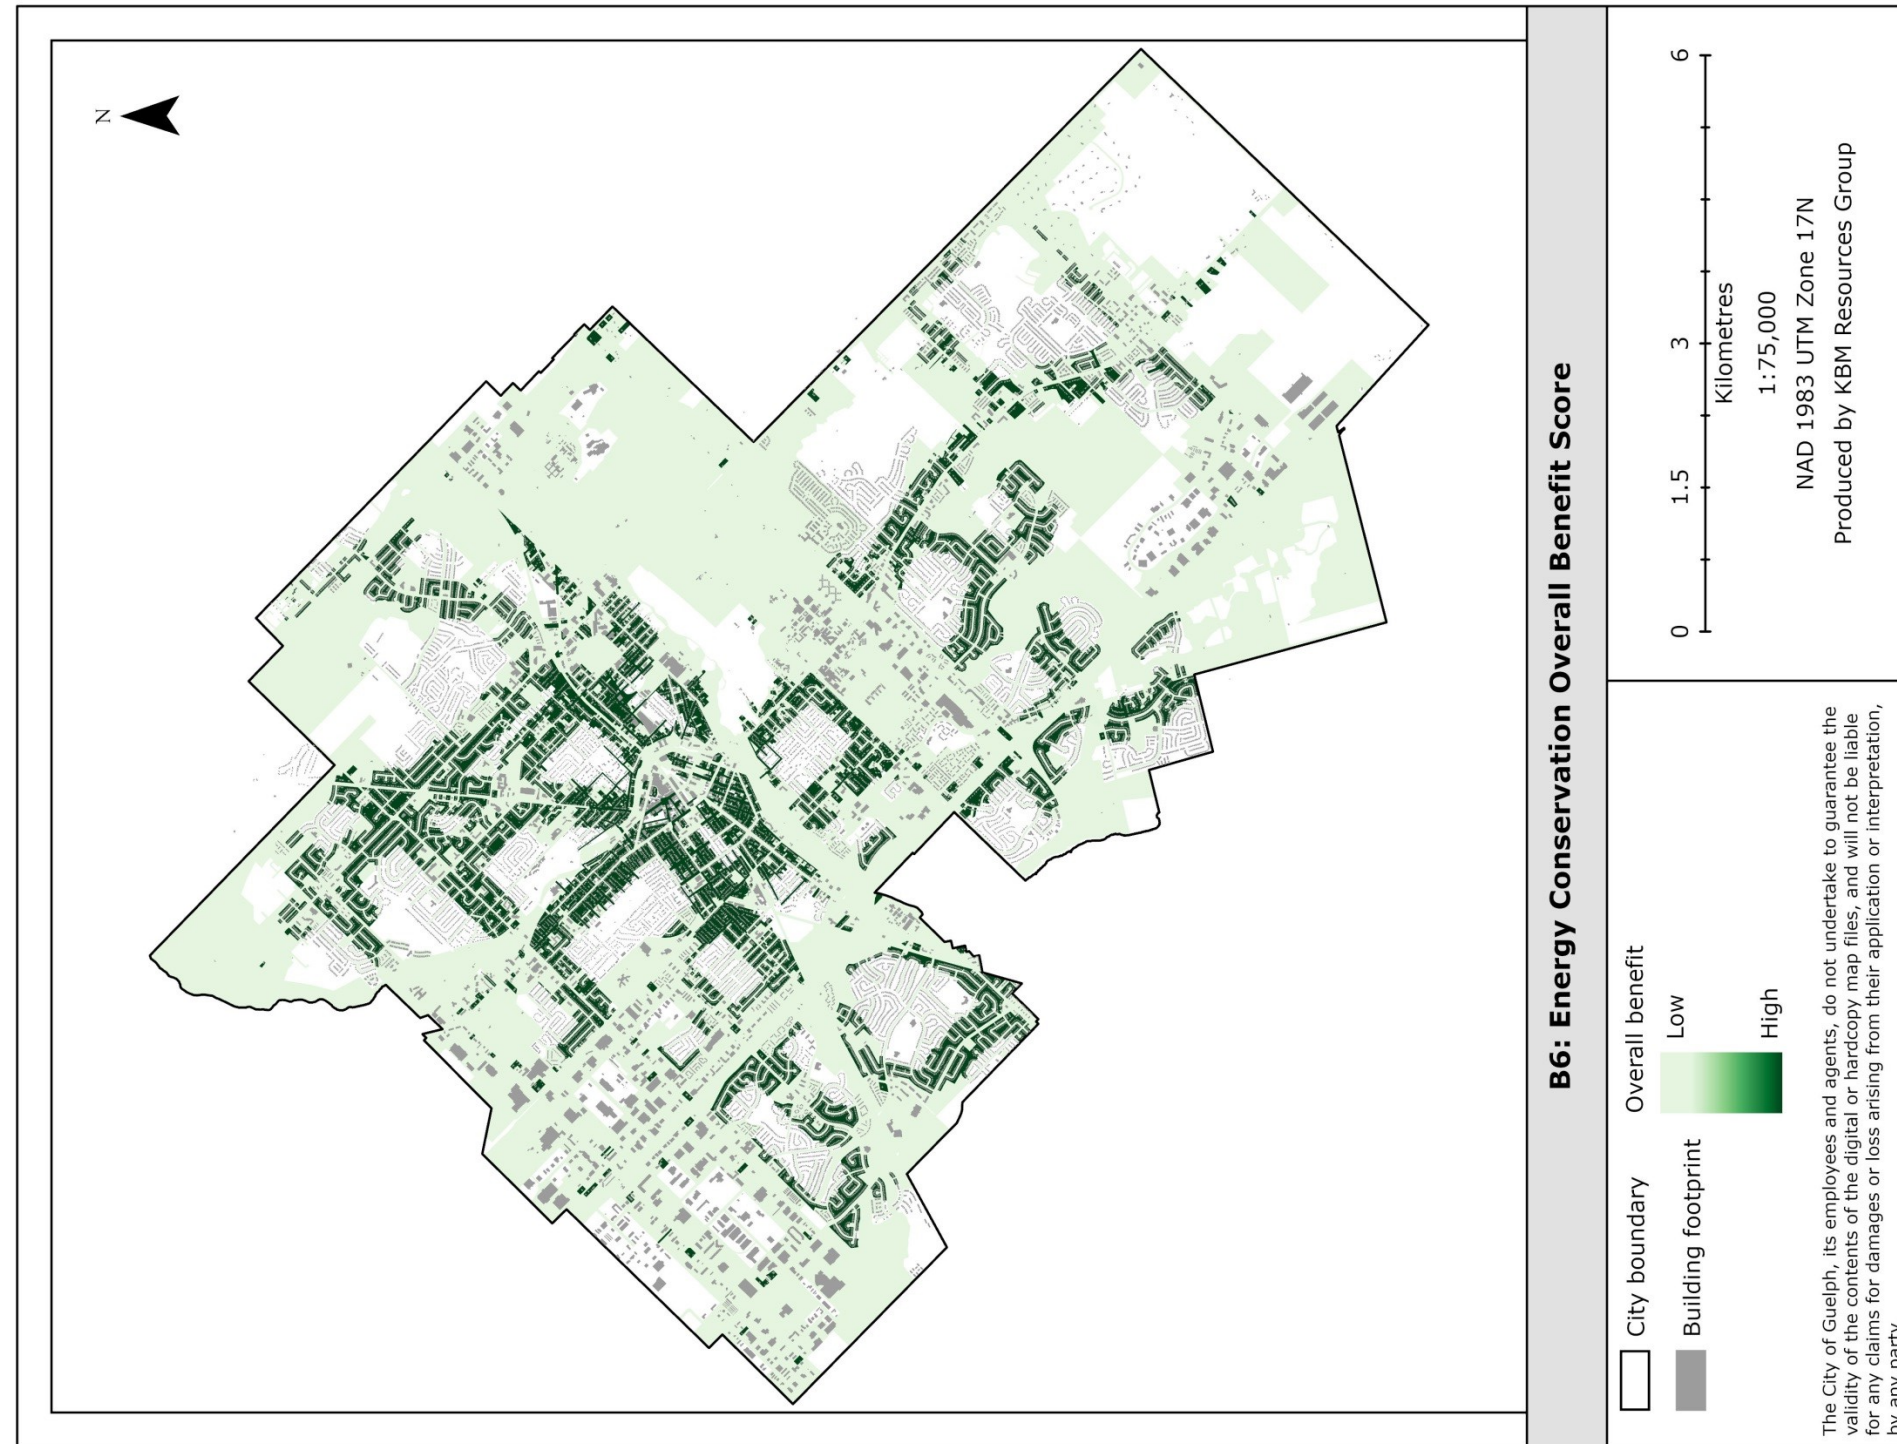 N
B6: Energy Conservation Overall Benefit Score
City boundary
Building footprint
Overall benefit
Low
High
The City of Guelph, its employees and agents, do not undertake to guarantee the
validity of the contents of the digital or hardcopy map files, and will not be liable
for any claims for damages or loss arising from their application or interpretation,
by any party.
0 1.5 3 6
Kilometres
1:75,000
NAD 1983 UTM Zone 17N
Produced by KBM Resources Group